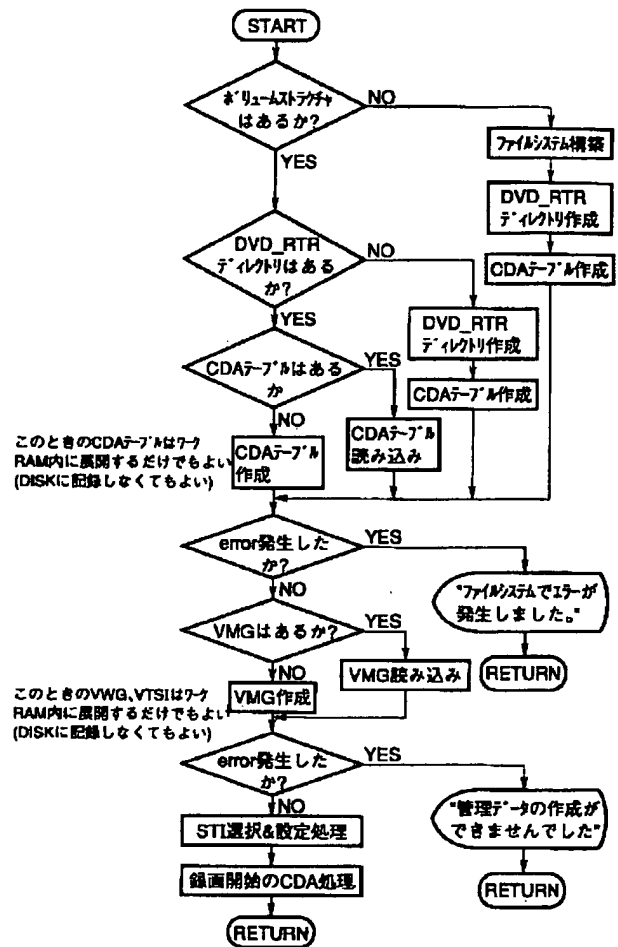 START
ボリュームストラクチャ
はあるか?
NO
YES
ファイルシステム構築
DVD_RTR
ディレクトリ作成
CDAテーブル作成
DVD_RTR
ディレクトリはある
か?
NO
YES
DVD_RTR
ディレクトリ作成
CDAテーブル作成
CDAテーブルはある
か
YES
NO
CDAテーブル
読み込み
このときのCDAテーブルはワーク
RAM内に展開するだけでもよい
(DISKに記録しなくてもよい)
CDAテーブル
作成
error発生した
か?
YES
NO
"ファイルシステムでエラーが
発生しました。"
RETURN
VMGはあるか?
YES
NO
VMG読み込み
このときのVWG、VTSIはワーク
RAM内に展開するだけでもよい
(DISKに記録しなくてもよい)
VMG作成
error発生した
か?
YES
NO
"管理データの作成が
できませんでした"
RETURN
STI選択&設定処理
録画開始のCDA処理
RETURN